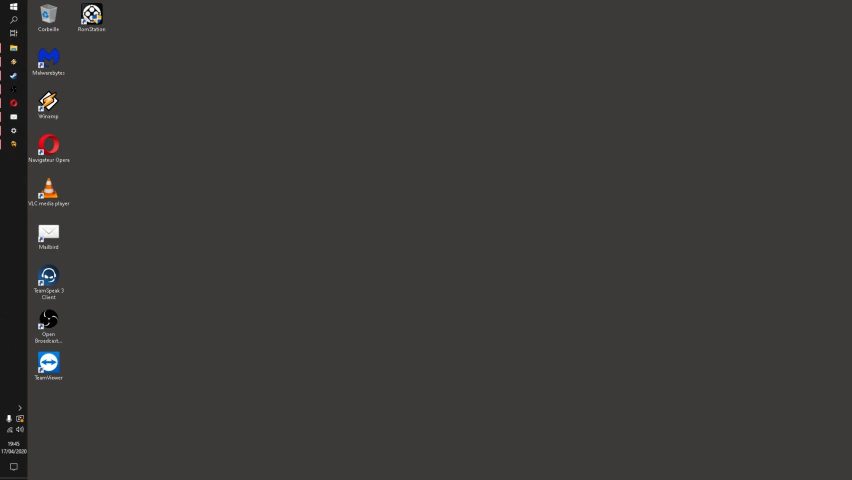 Corbeille
RomStation
Malwarebytes
Winamp
Navigateur Opera
VLC media player
Mailbird
TeamSpeak 3
Client
Open
Broadcast...
TeamViewer
19:45
17/04/2020